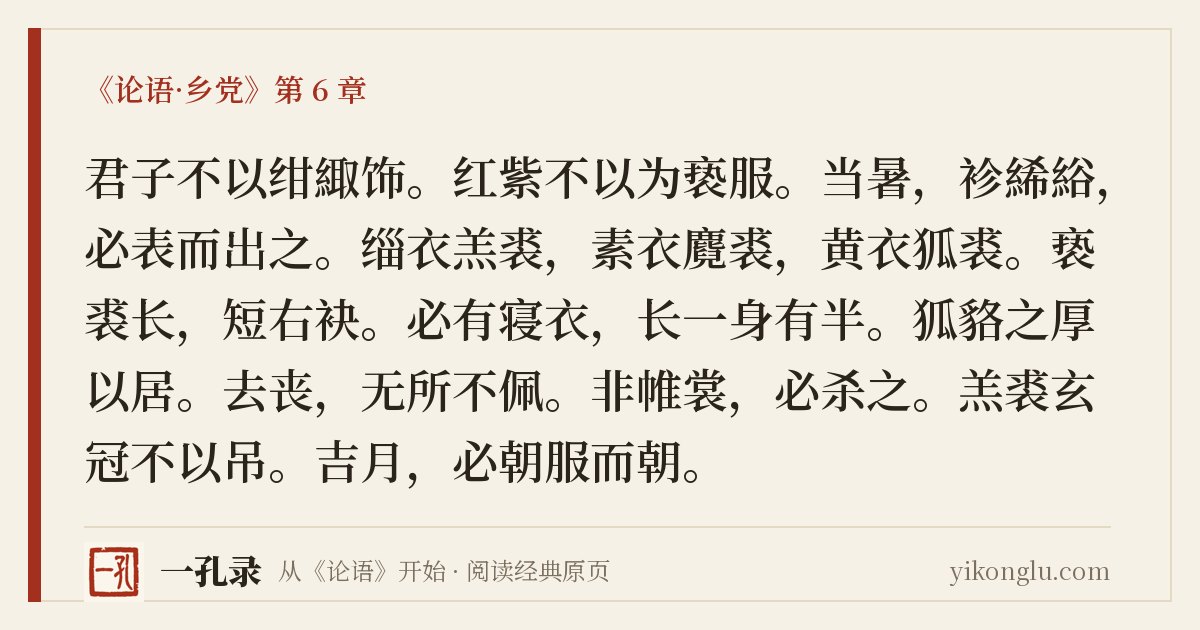 《论语·乡党》第 6 章
君子不以绀緅饰。红紫不以为亵服。当暑，袗絺綌，
必表而出之。缁衣羔裘，素衣麑裘，黄衣狐裘。亵
裘长，短右袂。必有寝衣，长一身有半。狐貉之厚
以居。去丧，无所不佩。非帷裳，必杀之。羔裘玄
冠不以吊。吉月，必朝服而朝。
一孔
一孔录 从《论语》开始 · 阅读经典原页 yikonglu.com